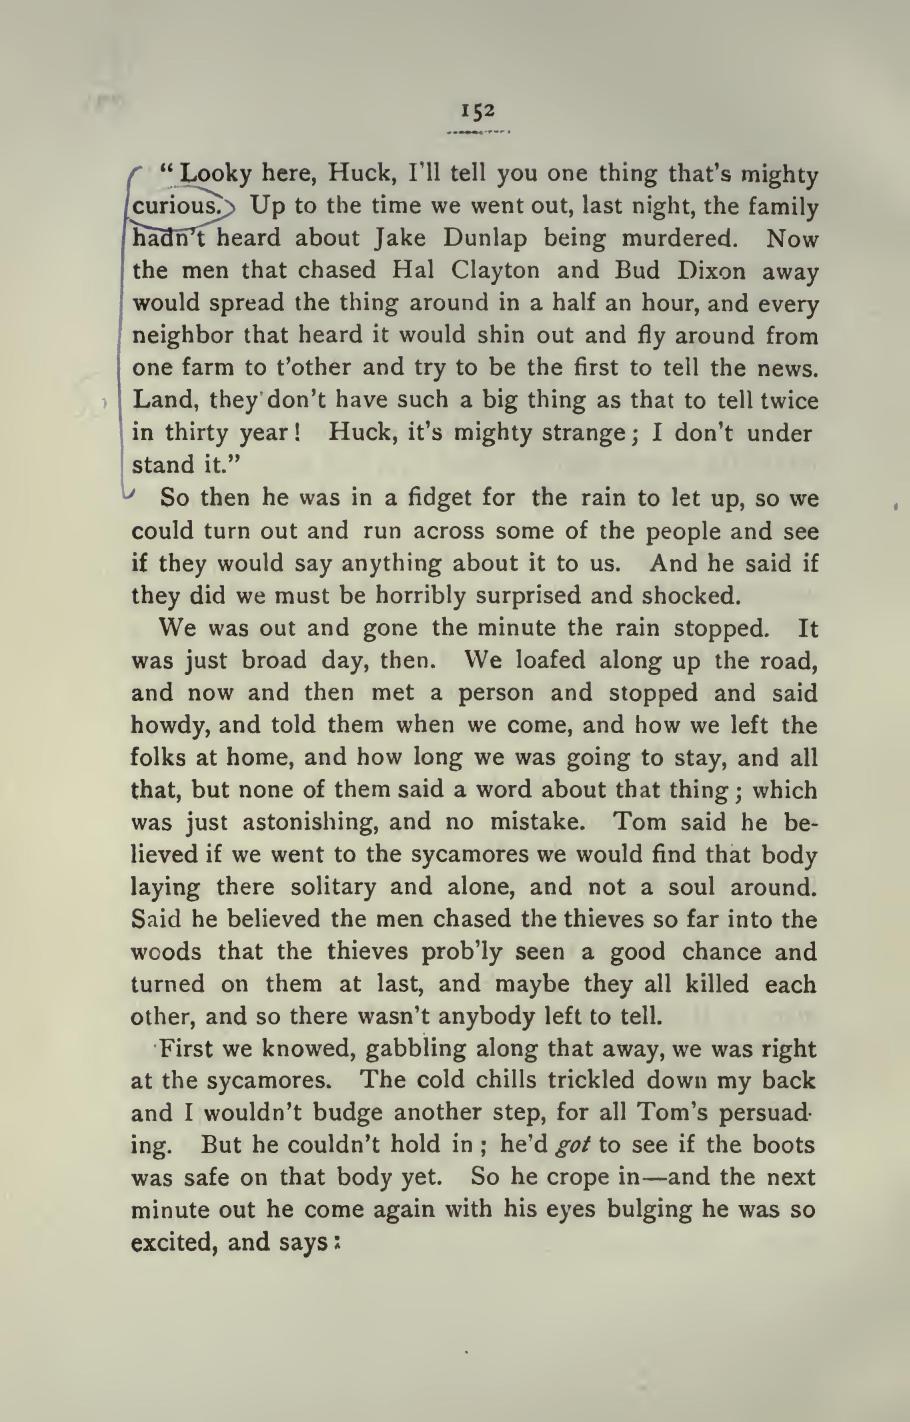 152
“Looky here, Huck, I’ll tell you one thing that’s mighty
curious. Up to the time we went out, last night, the family
hadn’t heard about Jake Dunlap being murdered. Now
the men that chased Hal Clayton and Bud Dixon away
would spread the thing around in a half an hour, and every
neighbor that heard it would shin out and fly around from
one farm to t’other and try to be the first to tell the news.
Land, they don’t have such a big thing as that to tell twice
in thirty year! Huck, it’s mighty strange; I don’t under
stand it.”
So then he was in a fidget for the rain to let up, so we
could turn out and run across some of the people and see
if they would say anything about it to us. And he said if
they did we must be horribly surprised and shocked.
We was out and gone the minute the rain stopped. It
was just broad day, then. We loafed along up the road,
and now and then met a person and stopped and said
howdy, and told them when we come, and how we left the
folks at home, and how long we was going to stay, and all
that, but none of them said a word about that thing; which
was just astonishing, and no mistake. Tom said he be-
lieved if we went to the sycamores we would find that body
laying there solitary and alone, and not a soul around.
Said he believed the men chased the thieves so far into the
woods that the thieves prob’ly seen a good chance and
turned on them at last, and maybe they all killed each
other, and so there wasn’t anybody left to tell.
First we knowed, gabbling along that away, we was right
at the sycamores. The cold chills trickled down my back
and I wouldn’t budge another step, for all Tom’s persuad-
ing. But he couldn’t hold in; he’d got to see if the boots
was safe on that body yet. So he crope in—and the next
minute out he come again with his eyes bulging he was so
excited, and says: